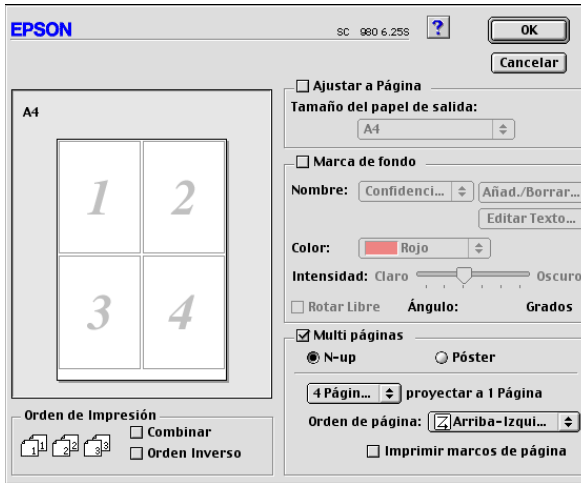 EPSON
SC 980 6.25S
?
OK
Cancelar
A4
1
2
3
4
Orden de Impresión
1 1 2 2 3 3
Combinar
Orden Inverso
Ajustar a Página
Tamaño del papel de salida:
A4
Marca de fondo
Nombre: Confidenci... Añad./Borrar...
Editar Texto...
Color: Rojo
Intensidad: Claro Oscuro
Rotar Libre Ángulo: Grados
Multi páginas
N-up Póster
4 Págin... proyectar a 1 Página
Orden de página: Arriba-Izqui...
Imprimir marcos de página